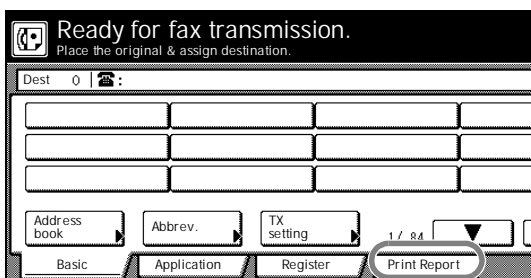 Ready for fax transmission.
Place the original & assign destination.
Dest 0 :
Address book
Abbrev.
TX setting
1/ 84
Basic
Application
Register
Print Report